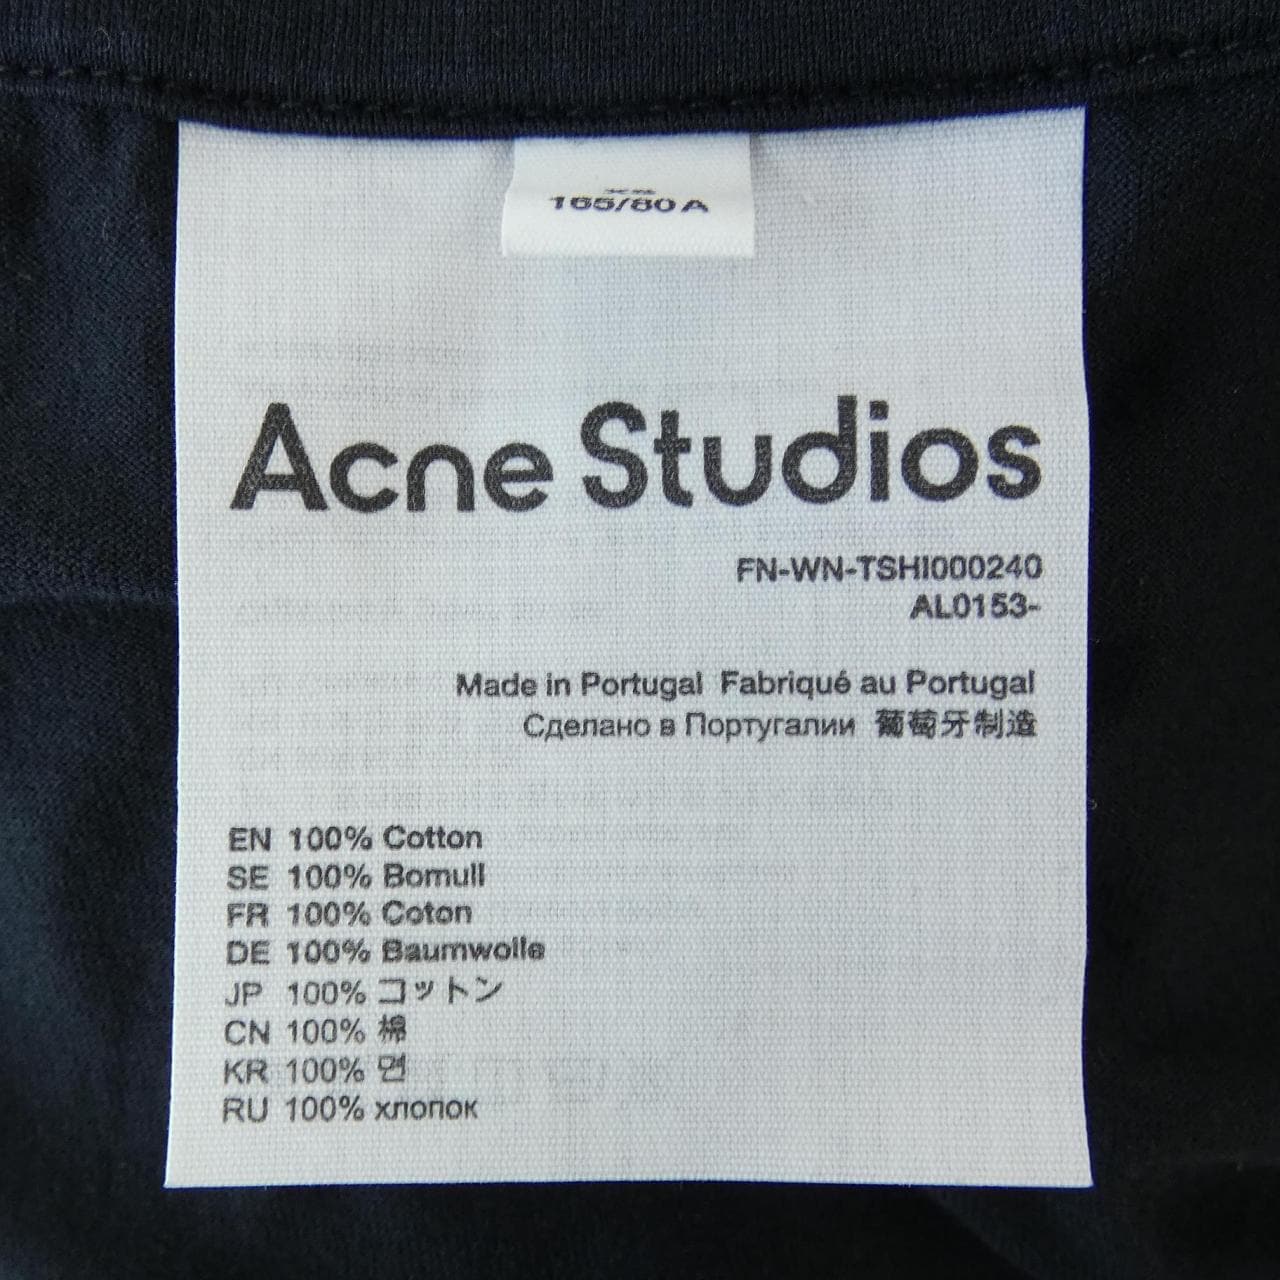 165/80A
Acne Studios
FN-WN-TSHI000240
AL0153-
Made in Portugal Fabriqué au Portugal
Сделано в Португалии 葡萄牙制造
EN 100% Cotton
SE 100% Bomull
FR 100% Coton
DE 100% Baumwolle
JP 100% コットン
CN 100% 棉
KR 100% 면
RU 100% хлопок